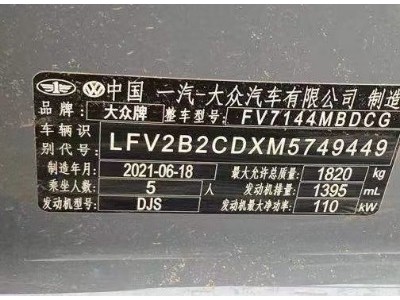 中国 一汽-大众汽车有限公司 制造
品牌: 大众牌 整车型号: FV7144MBDCG
车辆识别代号: LFV2B2CDXM5749449
制造年月: 2021-06-18 最大允许总质量: 1820 kg
乘坐人数: 5 人 发动机排量: 1395 mL
发动机型号: DJS 发动机最大净功率: 110 kW